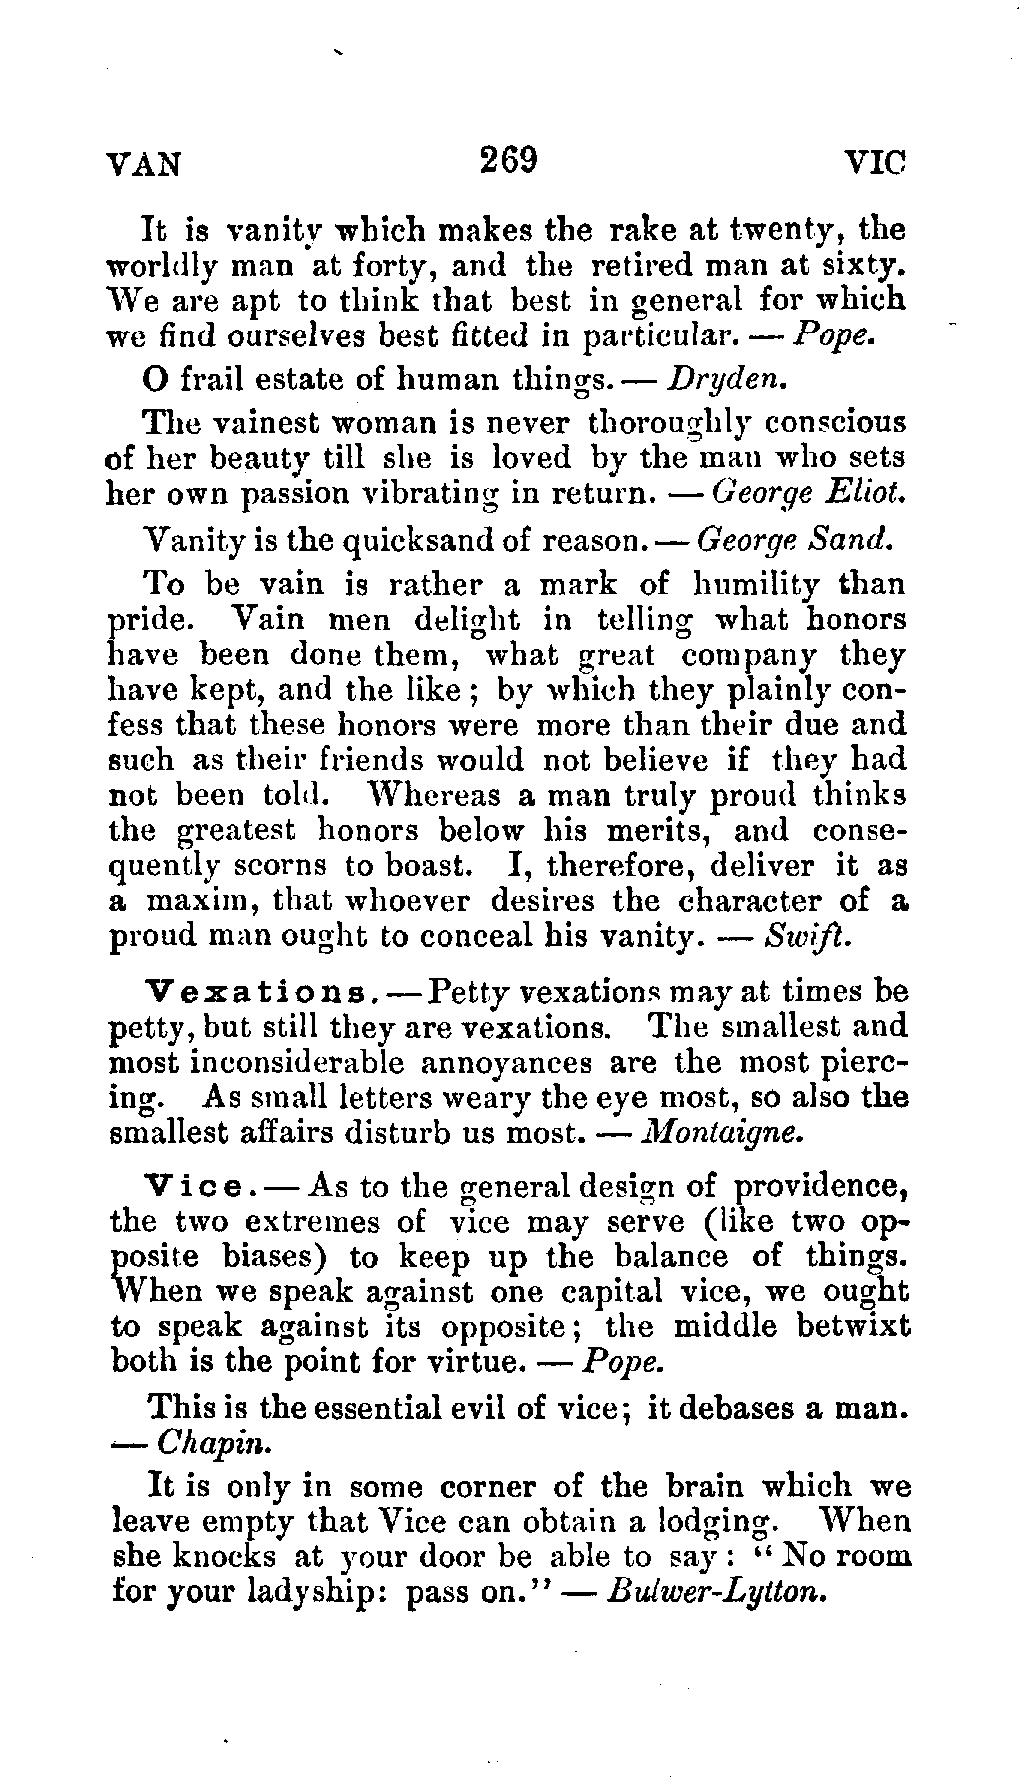 VAN 269 VIC
It is vanity which makes the rake at twenty, the
worldly man at forty, and the retired man at sixty.
We are apt to think that best in general for which
we find ourselves best fitted in particular. — Pope.
O frail estate of human things. — Dryden.
The vainest woman is never thoroughly conscious
of her beauty till she is loved by the man who sets
her own passion vibrating in return. — George Eliot.
Vanity is the quicksand of reason. — George Sand.
To be vain is rather a mark of humility than
pride. Vain men delight in telling what honors
have been done them, what great company they
have kept, and the like; by which they plainly con-
fess that these honors were more than their due and
such as their friends would not believe if they had
not been told. Whereas a man truly proud thinks
the greatest honors below his merits, and conse-
quently scorns to boast. I, therefore, deliver it as
a maxim, that whoever desires the character of a
proud man ought to conceal his vanity. — Swift.
Vexations. — Petty vexations may at times be
petty, but still they are vexations. The smallest and
most inconsiderable annoyances are the most pierc-
ing. As small letters weary the eye most, so also the
smallest affairs disturb us most. — Montaigne.
Vice. — As to the general design of providence,
the two extremes of vice may serve (like two op-
posite biases) to keep up the balance of things.
When we speak against one capital vice, we ought
to speak against its opposite; the middle betwixt
both is the point for virtue. — Pope.
This is the essential evil of vice; it debases a man.
— Chapin.
It is only in some corner of the brain which we
leave empty that Vice can obtain a lodging. When
she knocks at your door be able to say: "No room
for your ladyship: pass on." — Bulwer-Lytton.